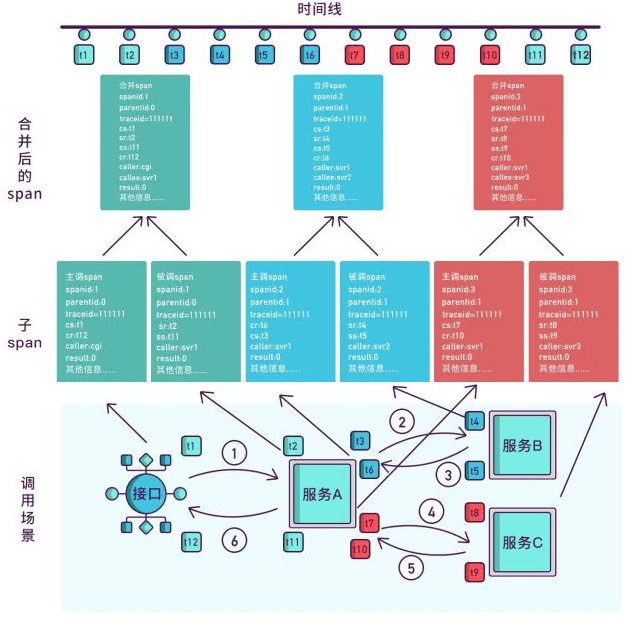 时间线
t1 t2 t3 t4 t5 t6 t7 t8 t9 t10 t11 t12
合并后的span
合并span
spanid:1
parentid:0
traceid=111111
cs:t1
sr:t2
ss:t11
cr:t12
caller:cgi
callee:svr1
result:0
其他信息......
合并span
spanid:2
parentid:1
traceid=111111
cs:t3
sr:t4
ss:t5
cr:t6
caller:svr1
callee:svr2
result:0
其他信息......
合并span
spanid:3
parentid:1
traceid=111111
cs:t7
sr:t8
ss:t9
cr:t10
caller:svr1
callee:svr3
result:0
其他信息......
子span
主调span
spanid:1
parentid:0
traceid=111111
cs:t1
cr:t12
caller:cgi
result:0
其他信息......
被调span
spanid:1
parentid:0
traceid=111111
sr:t2
ss:t11
caller:svr1
result:0
其他信息......
主调span
spanid:2
parentid:1
traceid=111111
cr:t6
cs:t3
caller:svr1
result:0
其他信息......
被调span
spanid:2
parentid:1
traceid=111111
sr:t4
ss:t5
caller:svr2
result:0
其他信息......
主调span
spanid:3
parentid:1
traceid=111111
cs:t7
cr:t10
caller:svr1
result:0
其他信息......
被调span
spanid:3
parentid:1
traceid=111111
sr:t8
ss:t9
caller:svr3
result:0
其他信息......
调用场景
接口
t1
1
t2
t12
6
t11
服务A
t3
t6
2
t4
3
t5
服务B
t7
t10
4
t8
5
t9
服务C